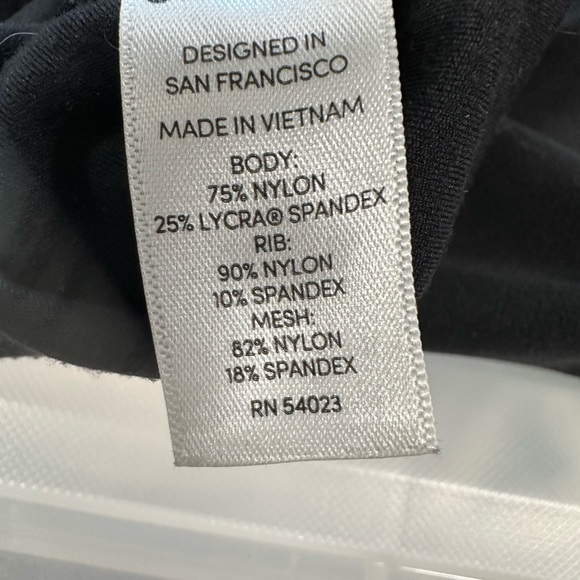 DESIGNED IN
SAN FRANCISCO
MADE IN VIETNAM
BODY:
75% NYLON
25% LYCRA® SPANDEX
RIB:
90% NYLON
10% SPANDEX
MESH:
82% NYLON
18% SPANDEX
RN 54023